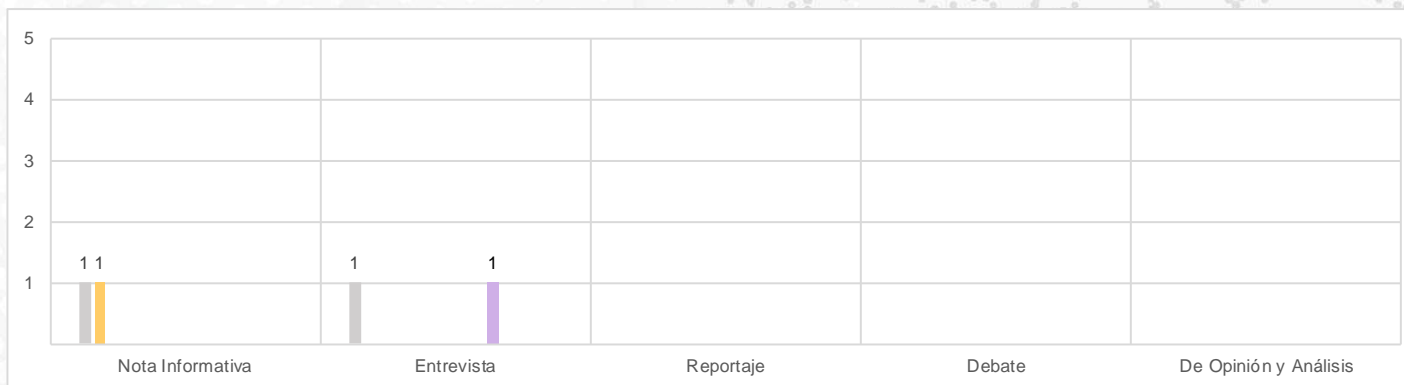 5
4
3
2
1
1 1
1
1
Nota Informativa
Entrevista
Reportaje
Debate
De Opinión y Análisis